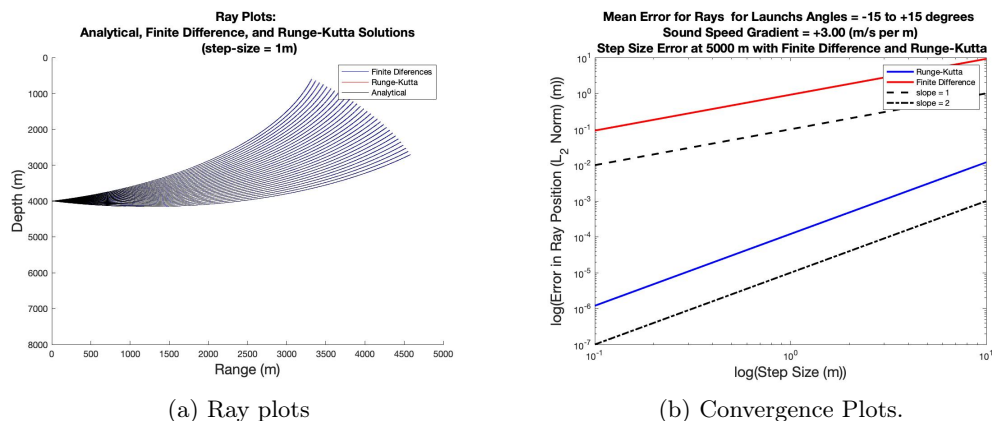 Ray Plots:
Analytical, Finite Difference, and Runge-Kutta Solutions
(step-size = 1m)
Finite Diferences
Runge-Kutta
Analytical
0
1000
2000
3000
4000
5000
6000
7000
8000
Depth (m)
0 500 1000 1500 2000 2500 3000 3500 4000 4500 5000
Range (m)
(a) Ray plots
Mean Error for Rays for Launchs Angles = -15 to +15 degrees
Sound Speed Gradient = +3.00 (m/s per m)
Step Size Error at 5000 m with Finite Difference and Runge-Kutta
Runge-Kutta
Finite Difference
slope = 1
slope = 2
10^1
10^0
10^-1
10^-2
10^-3
10^-4
10^-5
10^-6
10^-7
log(Error in Ray Position (L_2 Norm) (m))
10^-1 10^0 10^1
log(Step Size (m))
(b) Convergence Plots.